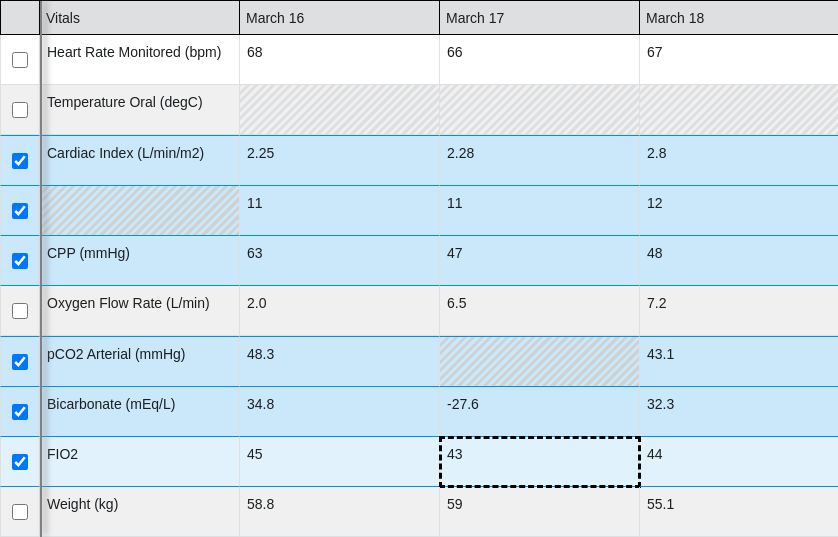 Vitals March 16 March 17 March 18
Heart Rate Monitored (bpm) 68 66 67
Temperature Oral (degC)
Cardiac Index (L/min/m2) 2.25 2.28 2.8
11 11 12
CPP (mmHg) 63 47 48
Oxygen Flow Rate (L/min) 2.0 6.5 7.2
pCO2 Arterial (mmHg) 48.3 43.1
Bicarbonate (mEq/L) 34.8 -27.6 32.3
FIO2 45 43 44
Weight (kg) 58.8 59 55.1